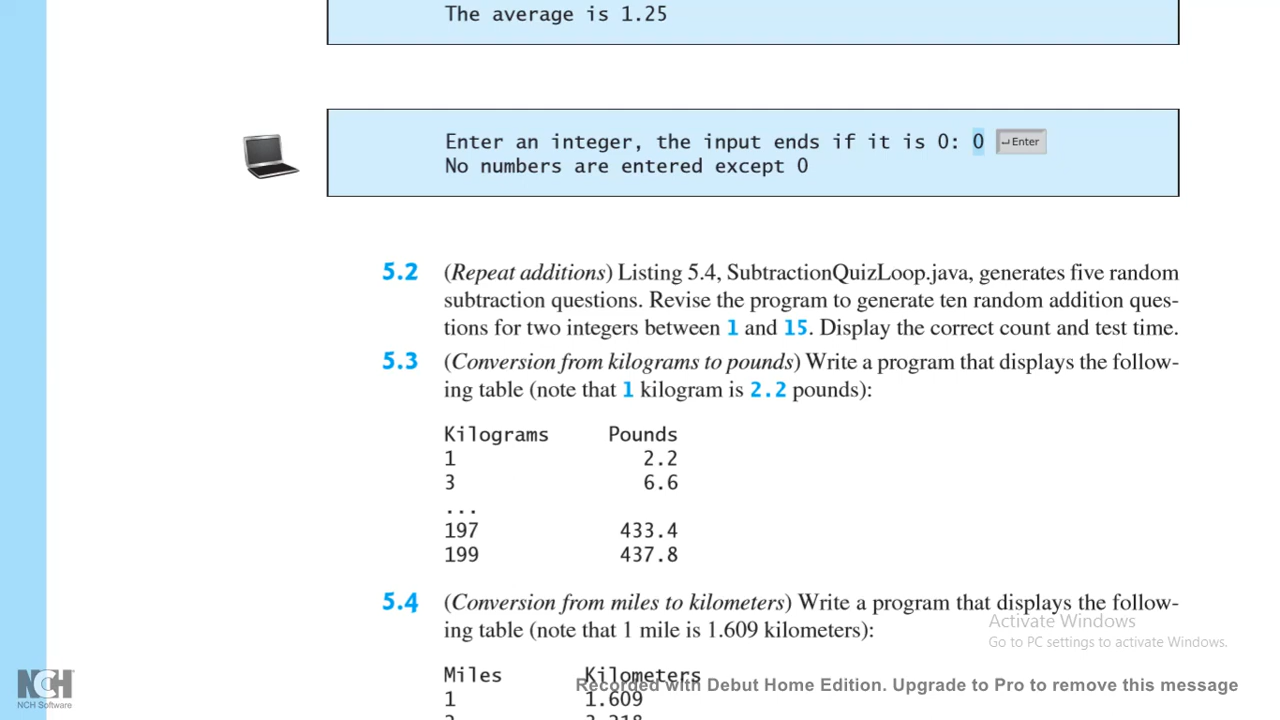 The average is 1.25
Enter an integer, the input ends if it is 0: 0 ↵Enter
No numbers are entered except 0
5.2 (Repeat additions) Listing 5.4, SubtractionQuizLoop.java, generates five random
subtraction questions. Revise the program to generate ten random addition ques-
tions for two integers between 1 and 15. Display the correct count and test time.
5.3 (Conversion from kilograms to pounds) Write a program that displays the follow-
ing table (note that 1 kilogram is 2.2 pounds):
Kilograms Pounds
1 2.2
3 6.6
...
197 433.4
199 437.8
5.4 (Conversion from miles to kilometers) Write a program that displays the follow-
ing table (note that 1 mile is 1.609 kilometers):
Activate Windows
Go to PC settings to activate Windows.
Miles Kilometers
Recorded with Debut Home Edition. Upgrade to Pro to remove this message
1 1.609
2 3.218
NCH
NCH Software